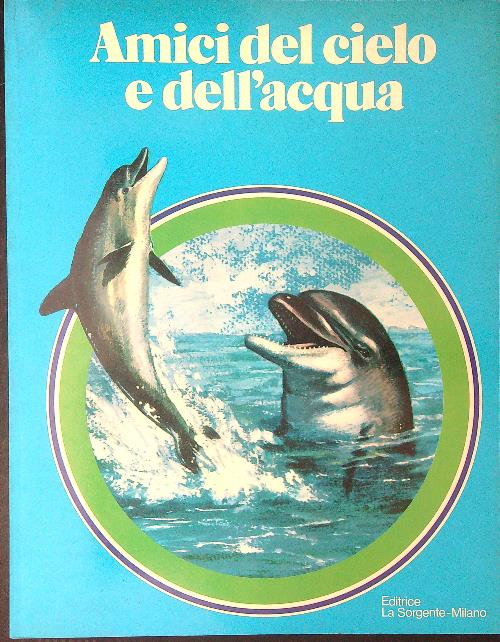 Amici del cielo
e dell'acqua
Editrice
La Sorgente-Milano